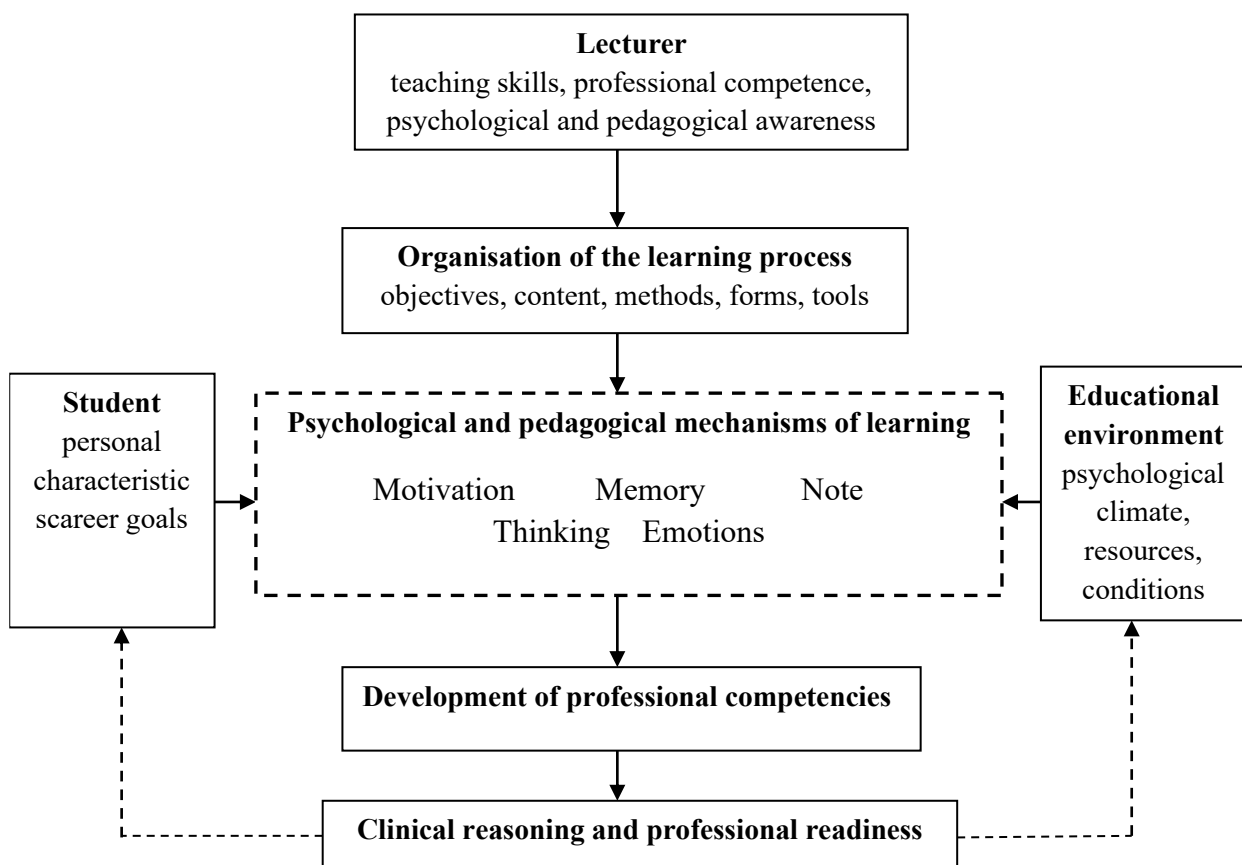 Lecturer
teaching skills, professional competence,
psychological and pedagogical awareness
Organisation of the learning process
objectives, content, methods, forms, tools
Student
personal
characteristic
scareer goals
Psychological and pedagogical mechanisms of learning
Motivation Memory Note
Thinking Emotions
Educational
environment
psychological
climate,
resources,
conditions
Development of professional competencies
Clinical reasoning and professional readiness